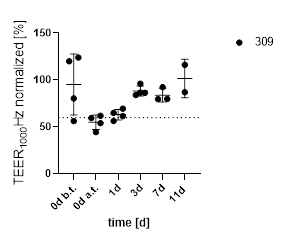 309
TEER1000Hz normalized [%]
150
100
50
0
0d b.t.
0d a.t.
1d
3d
7d
11d
time [d]